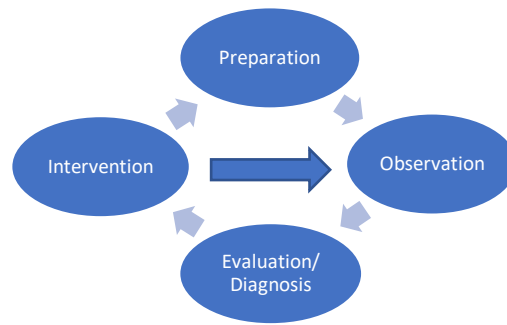 Preparation
Intervention
Observation
Evaluation/
Diagnosis